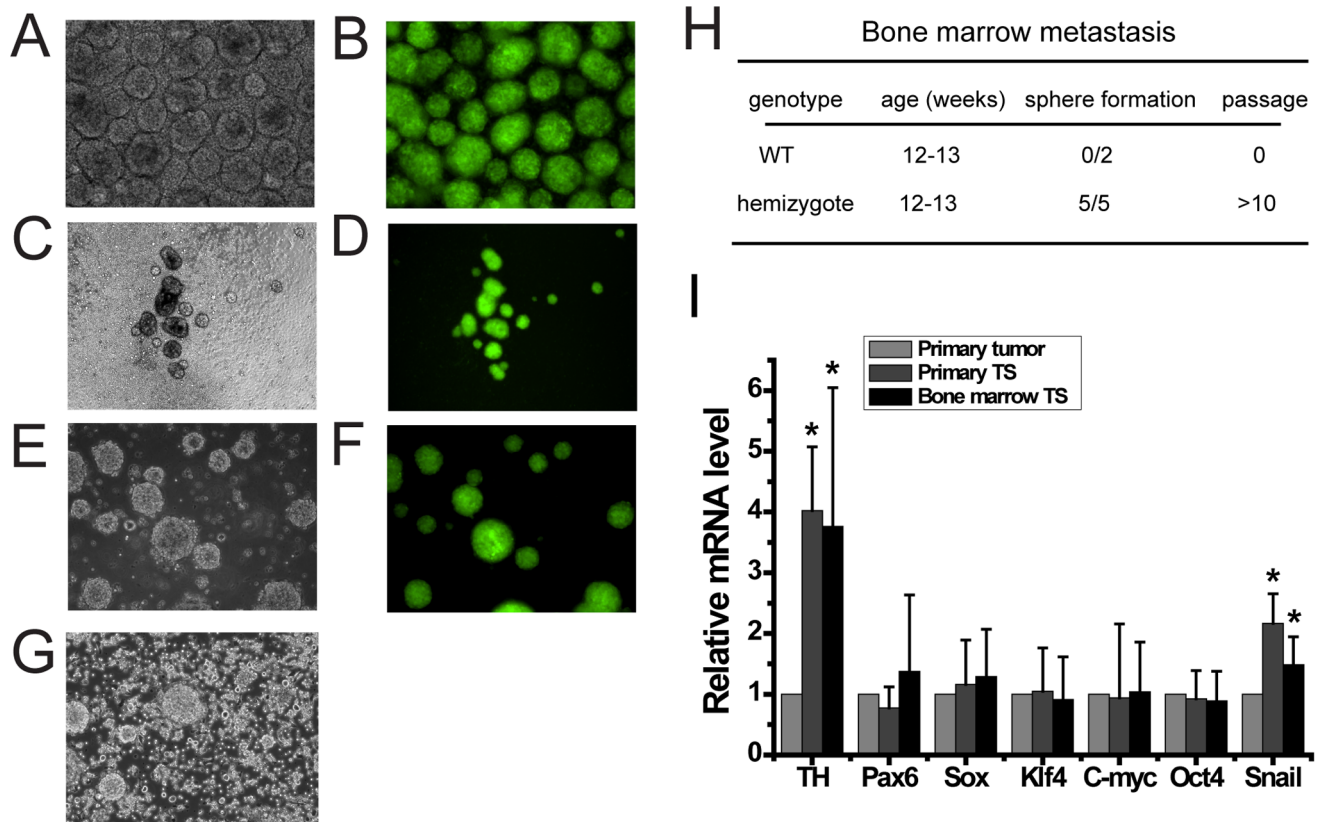 A
B
C
D
E
F
G
H
Bone marrow metastasis
genotype age (weeks) sphere formation passage
WT 12-13 0/2 0
hemizygote 12-13 5/5 >10
I
Primary tumor
Primary TS
Bone marrow TS
Relative mRNA level
6
5
4
3
2
1
0
* * * *
TH Pax6 Sox Klf4 C-myc Oct4 Snail